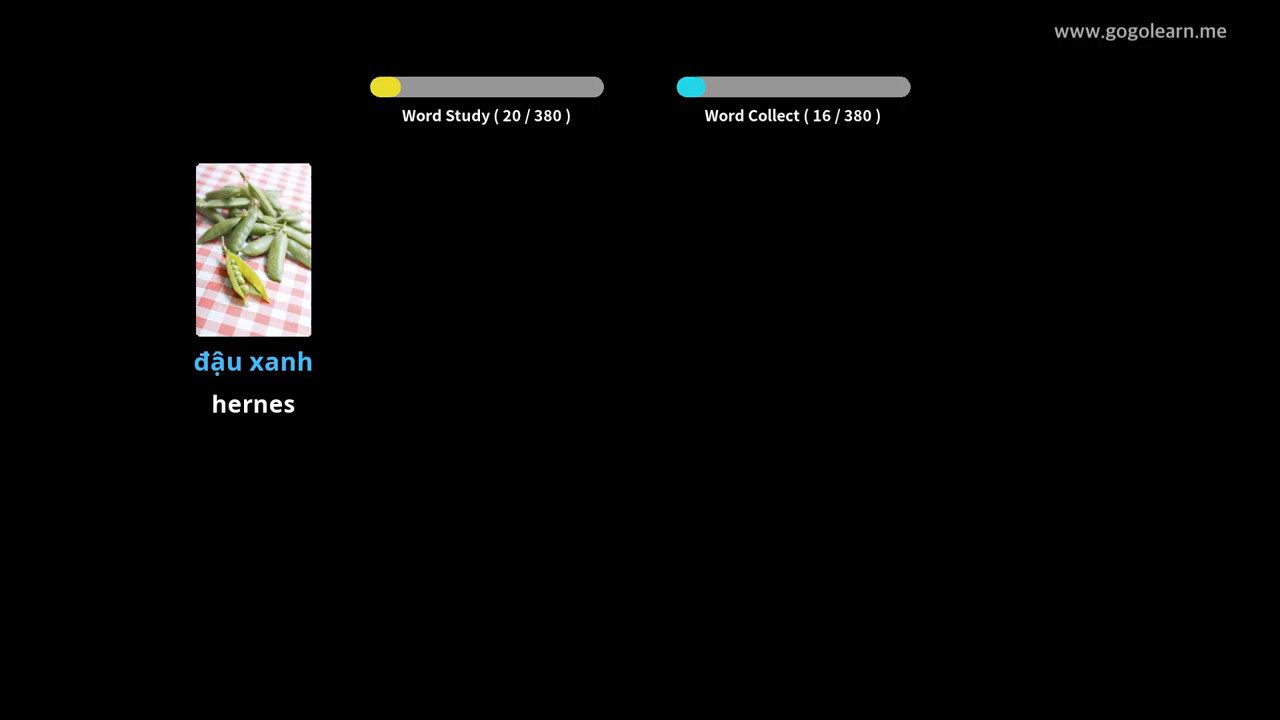 www.gogolearn.me
Word Study ( 20 / 380 )
Word Collect ( 16 / 380 )
đậu xanh
hernes